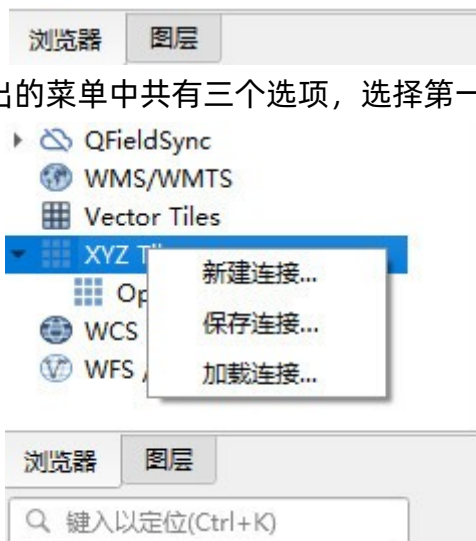 浏览器 图层
出的菜单中共有三个选项，选择第一
QFieldSync
WMS/WMTS
Vector Tiles
XYZ
新建连接...
保存连接...
WCS
WFS
加载连接...
浏览器 图层
键入以定位(Ctrl+K)